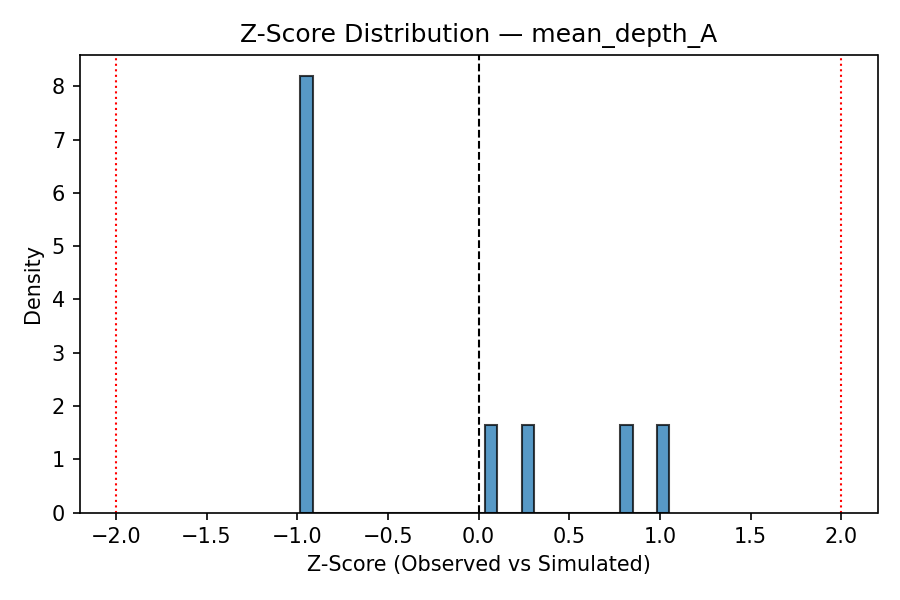 Z-Score Distribution — mean_depth_A
Density
8
7
6
5
4
3
2
1
0
−2.0 −1.5 −1.0 −0.5 0.0 0.5 1.0 1.5 2.0
Z-Score (Observed vs Simulated)